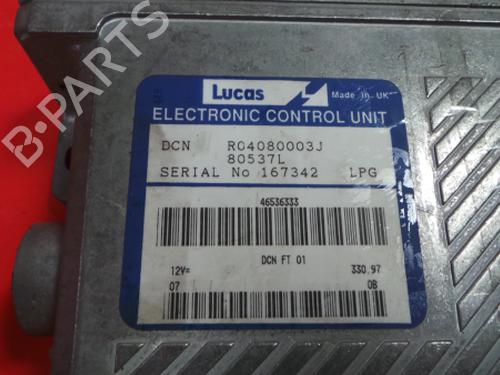 B-PARTS
Lucas
Made in UK
ELECTRONIC CONTROL UNIT
DCN R04080003J
80537L
SERIAL No 167342 LPG
46536333
DCN FT 01
12V= 330.97
07 0B